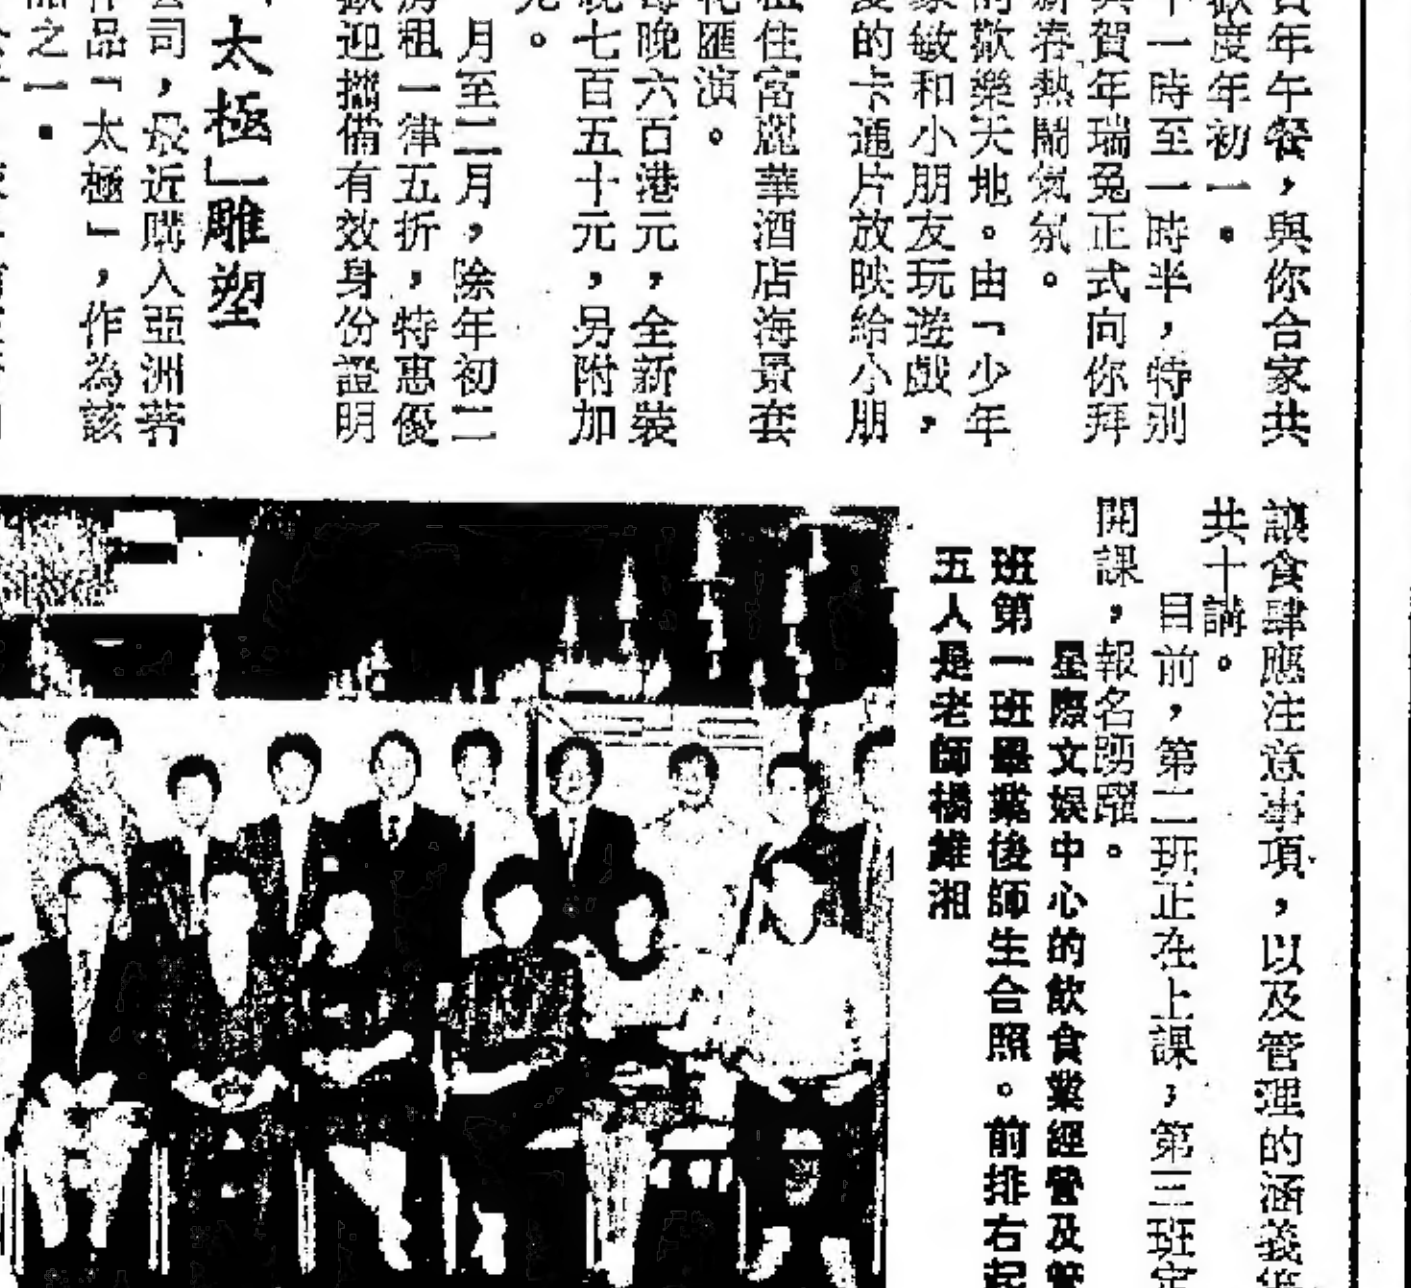 賀年午餐，與你合家共
歡度年初一。
午一時至一時半，特別
與賀年瑞兔正式向你拜
新春熱鬧氣氛。
的歡樂天地。由「少年
家敏和小朋友玩遊戲，
愛的卡通片放映給小朋
租住富麗華酒店海景套
花匯演。
每晚六百港元，全新裝
晚七百五十元，另附加
元。
月至二月，除年初二
房租一律五折，特惠優
歡迎攜備有效身份證明
太極」雕塑
公司，最近購入亞洲著
作品「太極」，作為該
品之一。
讓食肆應注意事項，以及管理的涵義
共十講。
目前，第二班正在上課；第三班定
開課，報名踴躍。
星際文娛中心的飲食業經營及管
班第一班畢業後師生合照。前排右起
五人是老師楊維湘